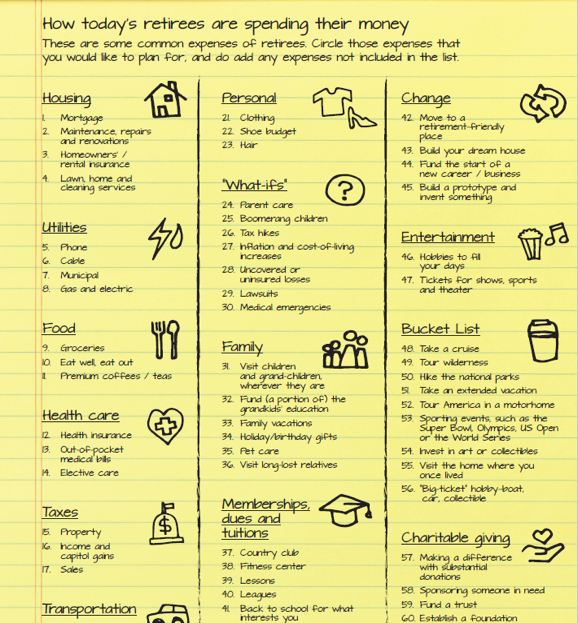 How today's retirees are spending their money
These are some common expenses of retirees. Circle those expenses that
you would like to plan for, and do add any expenses not included in the list.
Housing
1. Mortgage
2. Maintenance, repairs
and renovations
3. Homeowners' /
rental insurance
4. Lawn, home and
cleaning services
Utilities
5. Phone
6. Cable
7. Municipal
8. Gas and electric
Food
9. Groceries
10. Eat well, eat out
11. Premium coffees / teas
Health care
12. Health insurance
13. Out-of-pocket
medical bills
14. Elective care
Taxes
$
15. Property
16. Income and
capitol gains
17. Sales
Transportation
Personal
21. Clothing
22. Shoe budget
23. Hair
"What-ifs"
?
24. Parent care
25. Boomerang children
26. Tax hikes
27. Inflation and cost-of-living
increases
28. Uncovered or
uninsured losses
29. Lawsuits
30. Medical emergencies
Family
31. Visit children
and grand-children,
wherever they are
32. Fund (a portion of) the
grandkids' education
33. Family vacations
34. Holiday/birthday gifts
35. Pet care
36. Visit long-lost relatives
Memberships,
dues and
tuitions
37. Country club
38. Fitness center
39. Lessons
40. Leagues
41. Back to school for what
interests you
Change
42. Move to a
retirement-friendly
place
43. Build your dream house
44. Fund the start of a
new career / business
45. Build a prototype and
invent something
Entertainment
46. Hobbies to fill
your days
47. Tickets for shows, sports
and theater
Bucket List
48. Take a cruise
49. Tour wilderness
50. Hike the national parks
51. Take an extended vacation
52. Tour America in a motorhome
53. Sporting events, such as the
Super Bowl, Olympics, US Open
or the World Series
54. Invest in art or collectibles
55. Visit the home where you
once lived
56. "Big-ticket" hobby-boat,
car, collectible
Charitable giving
57. Making a difference
with substantial
donations
58. Sponsoring someone in need
59. Fund a trust
60. Establish a foundation